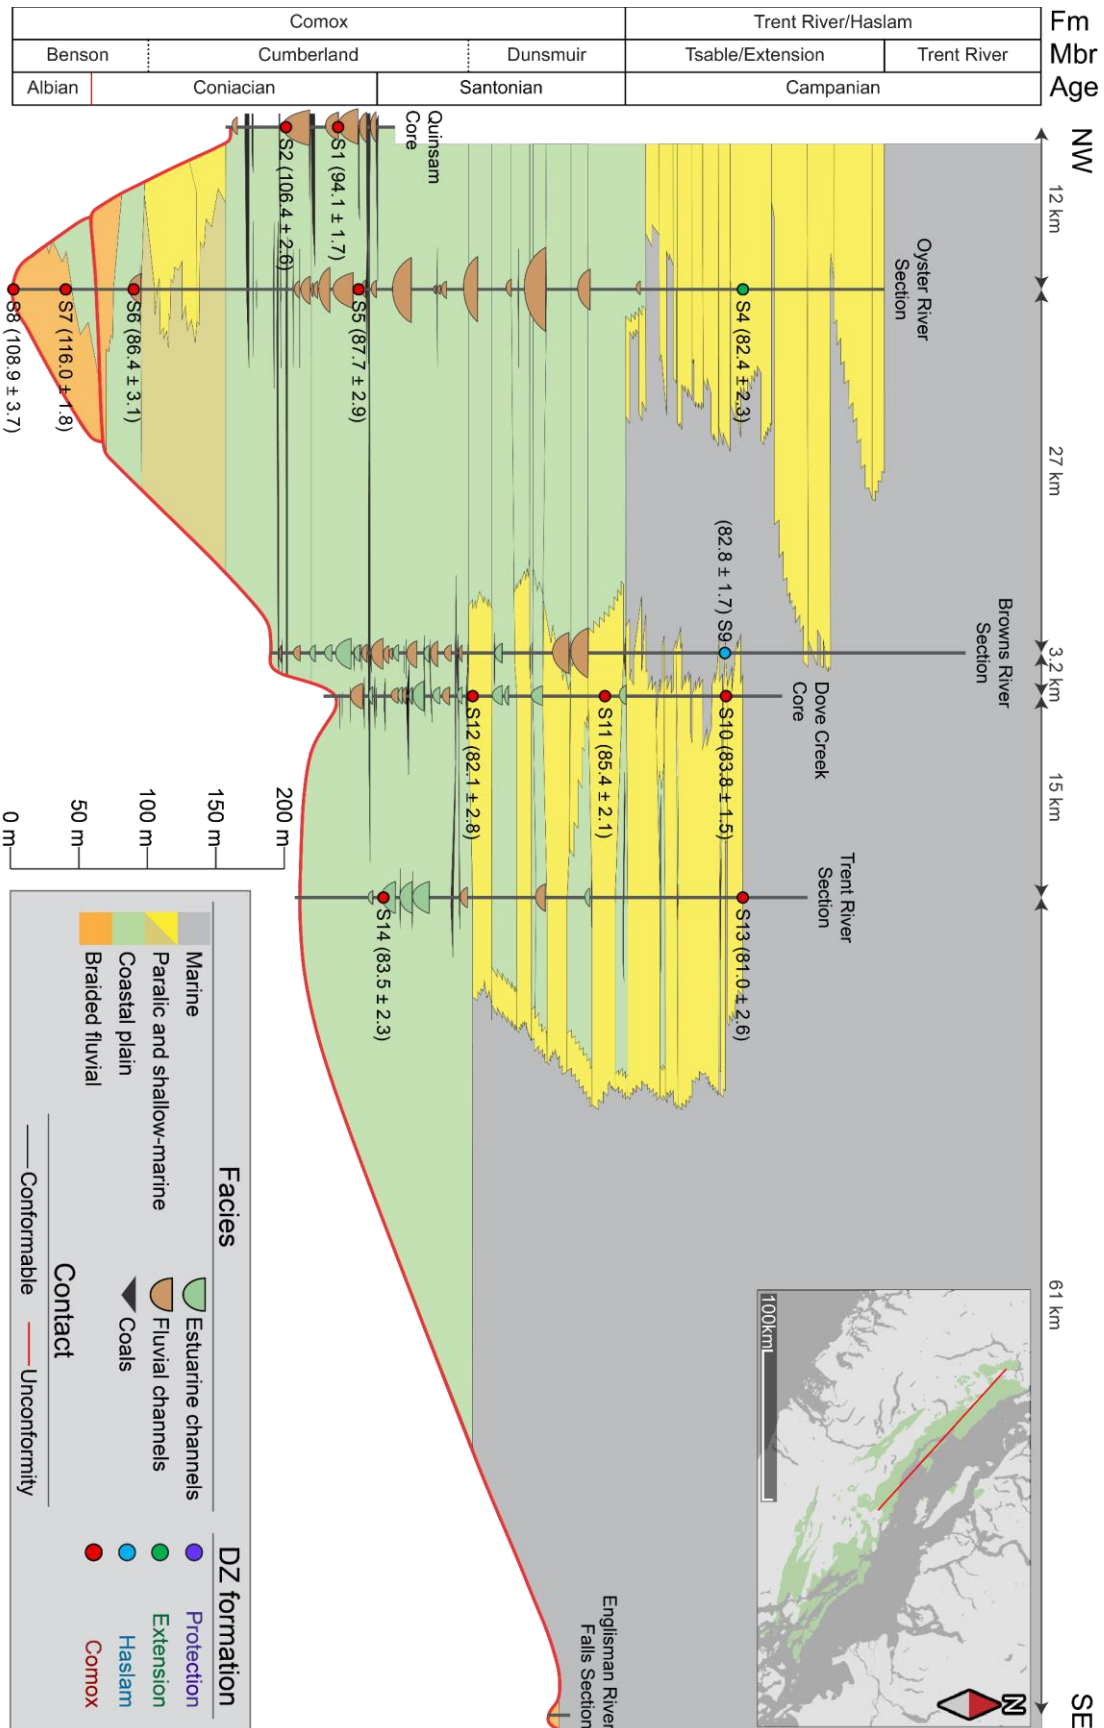 Fm
Trent River/Haslam
Comox
Mbr
Trent River
Tsable/Extension
Dunsmuir
Cumberland
Benson
Age
Campanian
Santonian
Coniacian
Albian
NW
SE
12 km
27 km
3.2 km
15 km
61 km
Quinsam
Core
Oyster River
Section
Browns River
Section
Dove Creek
Core
Trent River
Section
Englisman River
Falls Section
S1 (94.1 ± 1.7)
S2 (106.4 ± 2.6)
S4 (82.4 ± 2.3)
S5 (87.7 ± 2.9)
S6 (86.4 ± 3.1)
S7 (116.0 ± 1.8)
S8 (108.9 ± 3.7)
(82.8 ± 1.7) S9
S10 (83.8 ± 1.5)
S11 (85.4 ± 2.1)
S12 (82.1 ± 2.8)
S13 (81.0 ± 2.6)
S14 (83.5 ± 2.3)
200 m
150 m
100 m
50 m
0 m
100km
N
Facies
Marine
Paralic and shallow-marine
Coastal plain
Braided fluvial
Estuarine channels
Fluvial channels
Coals
Contact
Conformable
Unconformity
DZ formation
Protection
Extension
Haslam
Comox